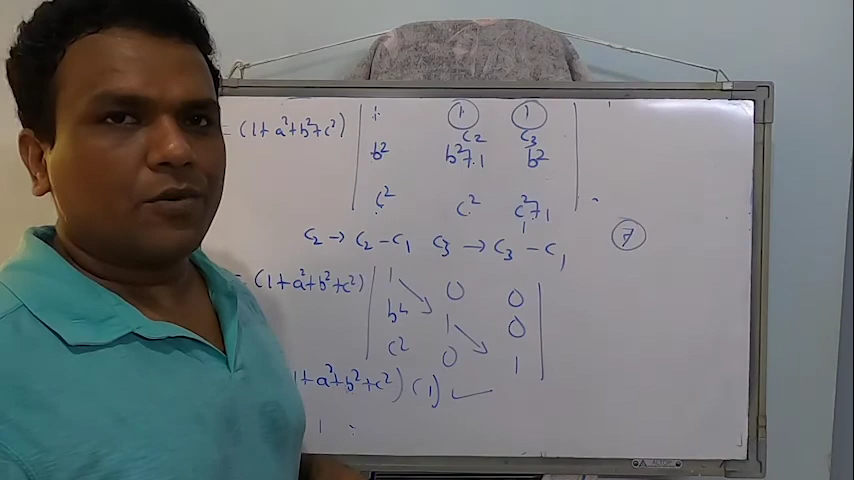 = (1+a²+b²+c²) | 1 1 1 |
C₂ C₃
b² b²+1 b²
c² c² c²+1
C₂ → C₂ - C₁ C₃ → C₃ - C₁
7
= (1+a²+b²+c²) | 1 0 0 |
b² 1 0
c² 0 1
1+a²+b²+c²) (1)